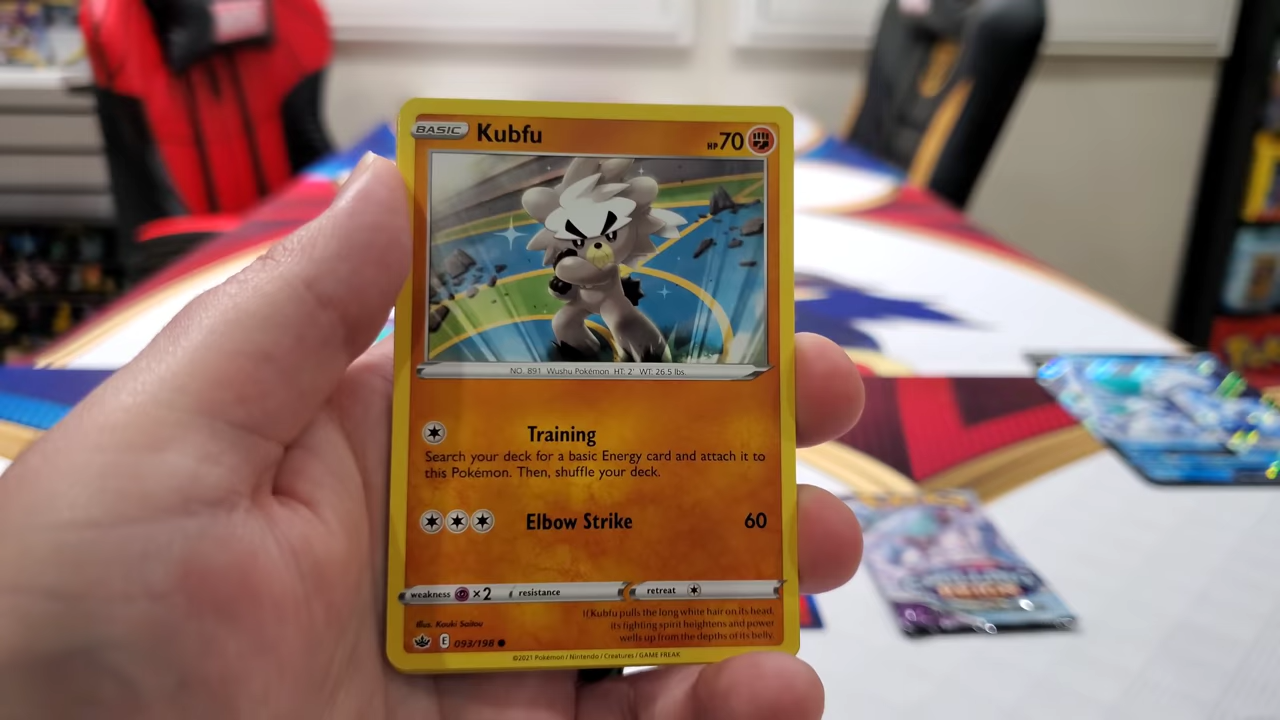 BASIC Kubfu HP 70
NO. 891 Wushu Pokémon HT: 2' WT: 26.5 lbs.
Training
Search your deck for a basic Energy card and attach it to
this Pokémon. Then, shuffle your deck.
Elbow Strike 60
weakness ×2 resistance retreat
Illus. Kouki Saitou
If Kubfu pulls the long white hair on its head,
its fighting spirit heightens and power
wells up from the depths of its belly.
E 093/198
©2021 Pokémon / Nintendo / Creatures / GAME FREAK